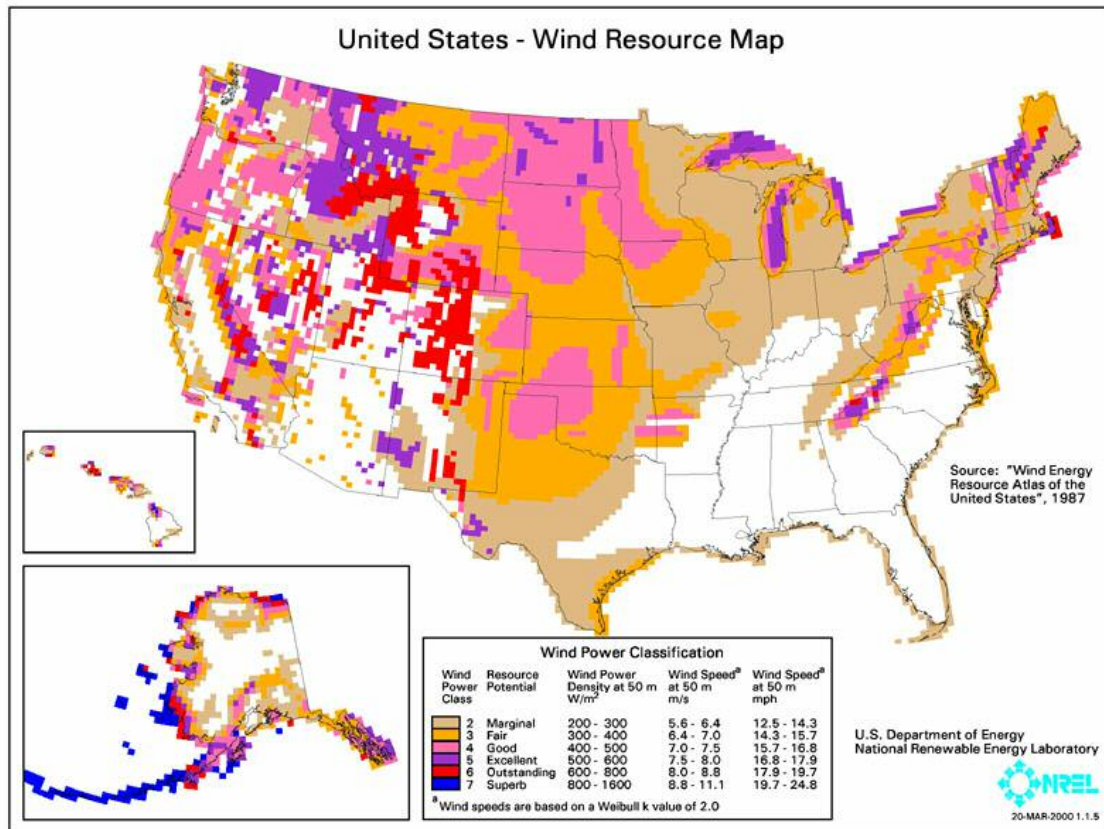 United States - Wind Resource Map
Source: "Wind Energy
Resource Atlas of the
United States", 1987
Wind Power Classification
Wind Power Class Resource Potential Wind Power Density at 50 m W/m² Wind Speedᵃ at 50 m m/s Wind Speedᵃ at 50 m mph
2 Marginal 200 - 300 5.6 - 6.4 12.5 - 14.3
3 Fair 300 - 400 6.4 - 7.0 14.3 - 15.7
4 Good 400 - 500 7.0 - 7.5 15.7 - 16.8
5 Excellent 500 - 600 7.5 - 8.0 16.8 - 17.9
6 Outstanding 600 - 800 8.0 - 8.8 17.9 - 19.7
7 Superb 800 - 1600 8.8 - 11.1 19.7 - 24.8
ᵃ Wind speeds are based on a Weibull k value of 2.0
U.S. Department of Energy
National Renewable Energy Laboratory
NREL
20-MAR-2000 1.1.5